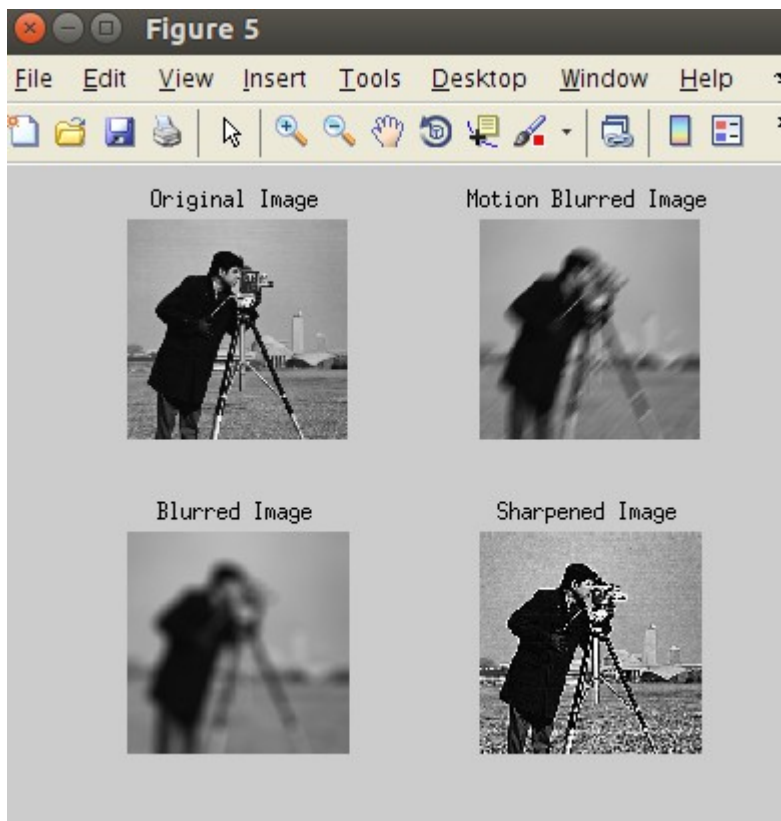 Figure 5
File Edit View Insert Tools Desktop Window Help
Original Image
Motion Blurred Image
Blurred Image
Sharpened Image